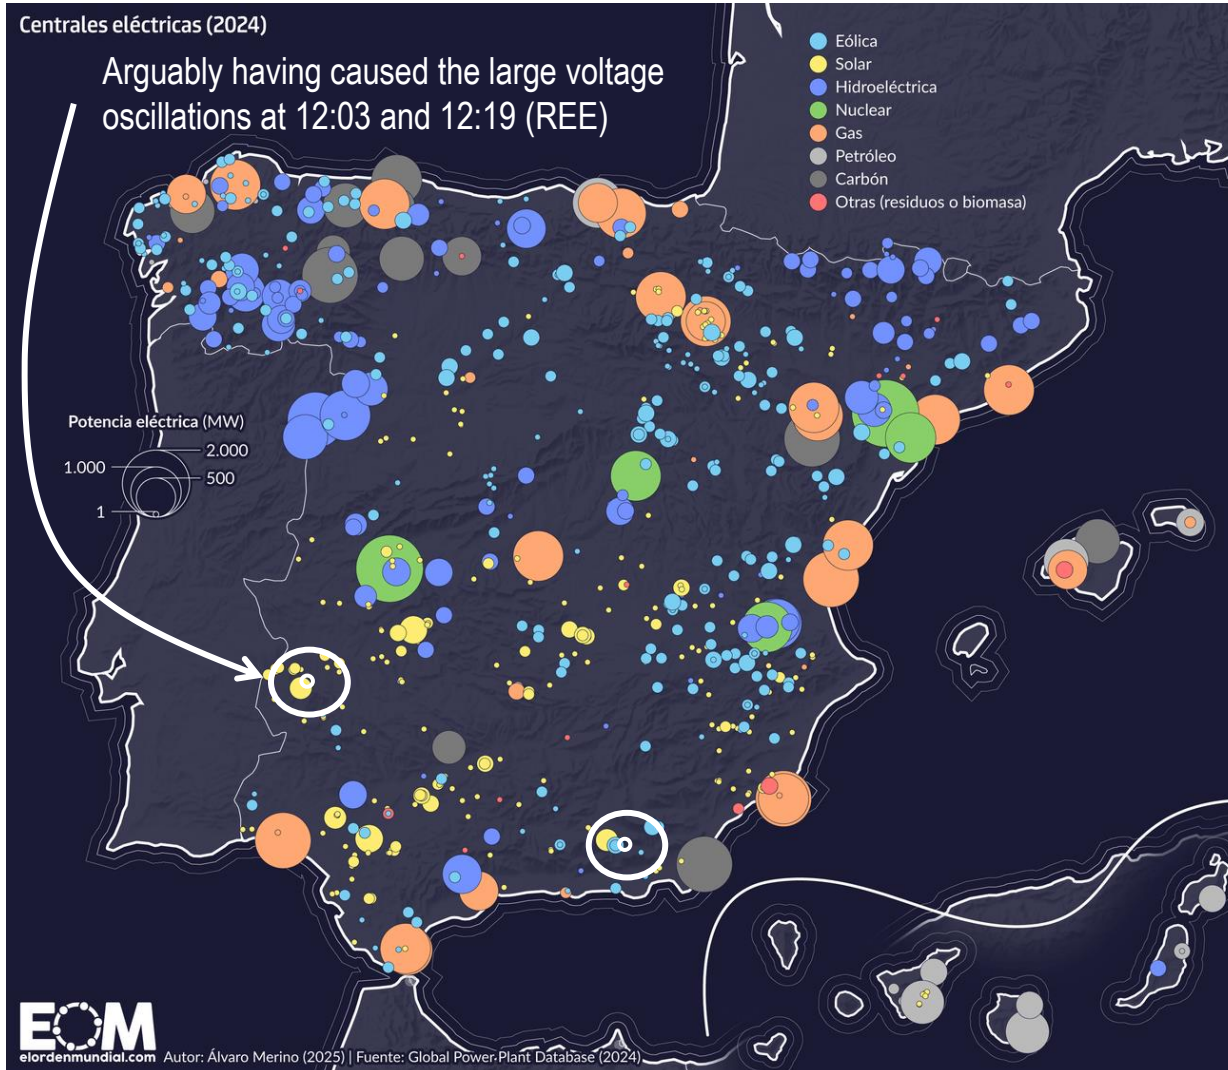 Centrales eléctricas (2024)
Arguably having caused the large voltage
oscillations at 12:03 and 12:19 (REE)
Eólica
Solar
Hidroeléctrica
Nuclear
Gas
Petróleo
Carbón
Otras (residuos o biomasa)
Potencia eléctrica (MW)
2.000
1.000
500
1
EOM
elordenmundial.com Autor: Álvaro Merino (2025) | Fuente: Global Power Plant Database (2024)